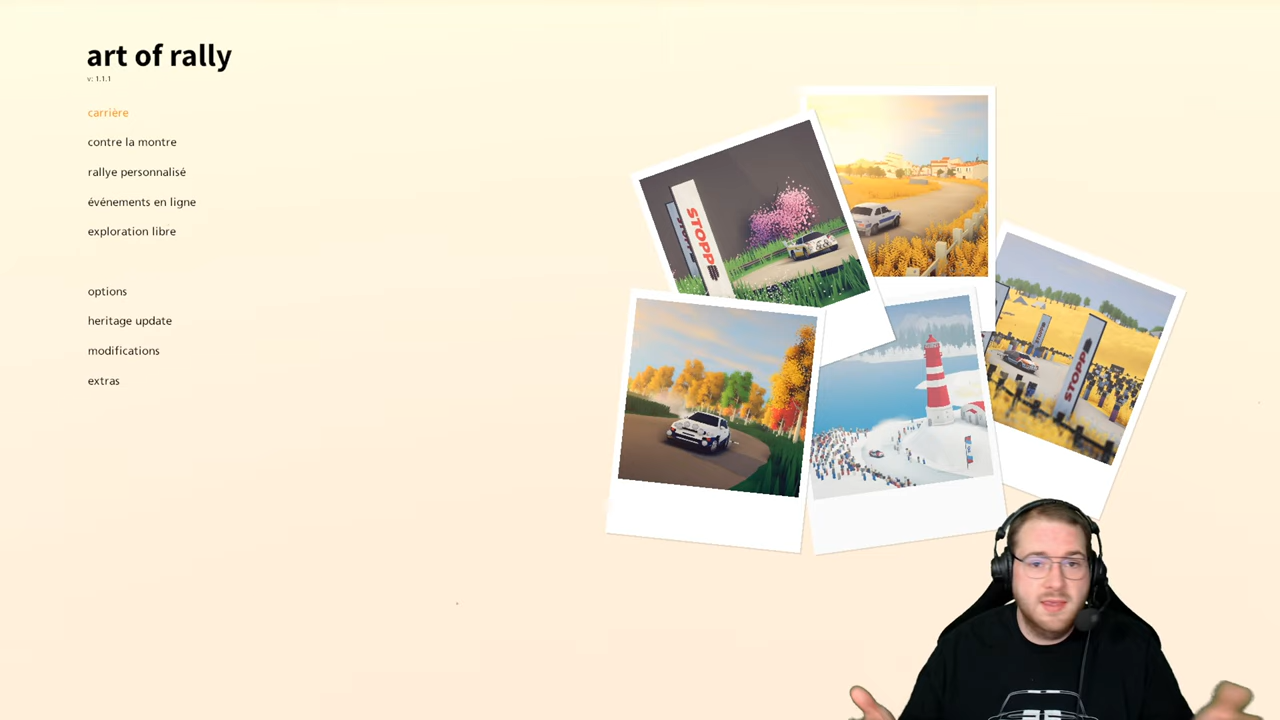 art of rally
v: 1.1.1
carrière
contre la montre
rallye personnalisé
événements en ligne
exploration libre
options
heritage update
modifications
extras
STOPP
STOPP
STOPP